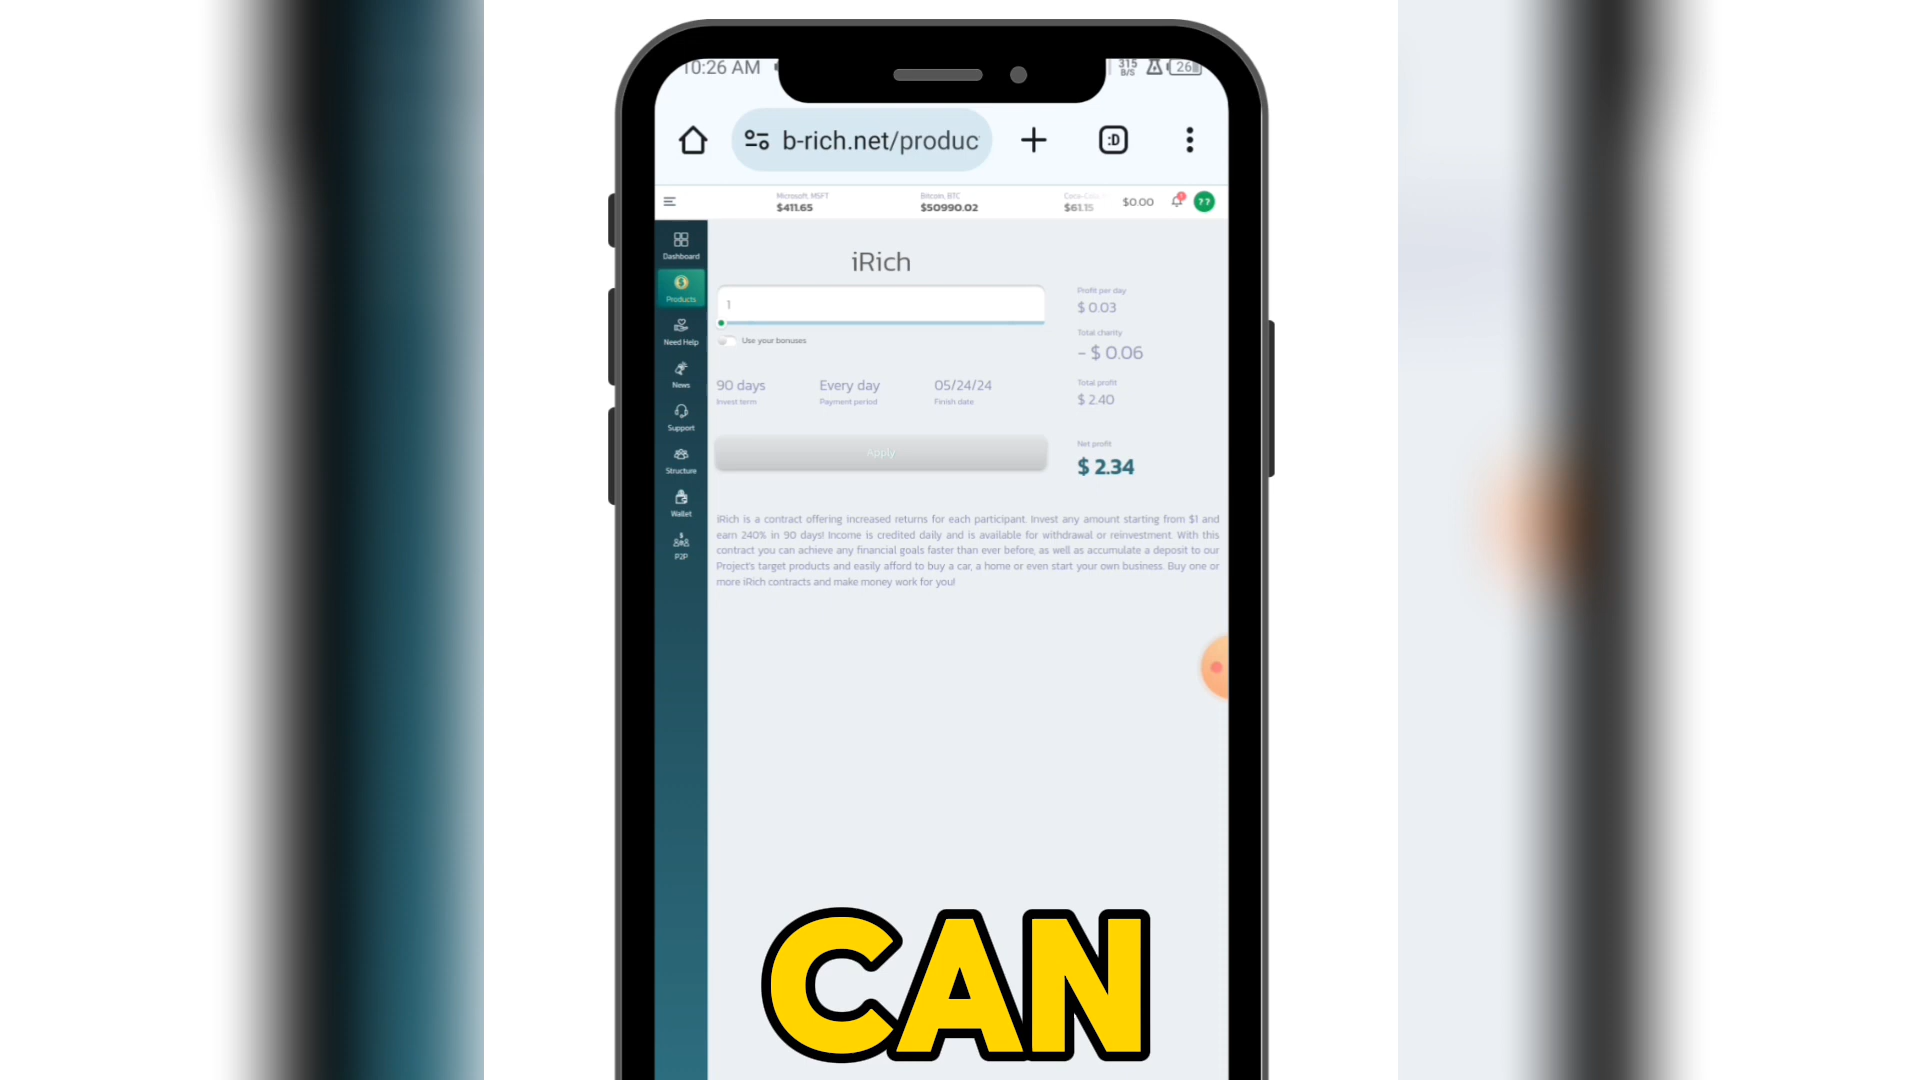 10:26 AM
315
B/S
26
b-rich.net/produc
:D
Microsoft, MSFT
$411.65
Bitcoin, BTC
$50990.02
Coca-Cola
$61.15
$0.00
??
Dashboard
Products
Need Help
News
Support
Structure
Wallet
P2P
iRich
1
Use your bonuses
90 days
Invest term
Every day
Payment period
05/24/24
Finish date
Apply
Profit per day
$ 0.03
Total charity
- $ 0.06
Total profit
$ 2.40
Net profit
$ 2.34
iRich is a contract offering increased returns for each participant. Invest any amount starting from $1 and
earn 240% in 90 days! Income is credited daily and is available for withdrawal or reinvestment. With this
contract you can achieve any financial goals faster than ever before, as well as accumulate a deposit to our
Project's target products and easily afford to buy a car, a home or even start your own business. Buy one or
more iRich contracts and make money work for you!
CAN